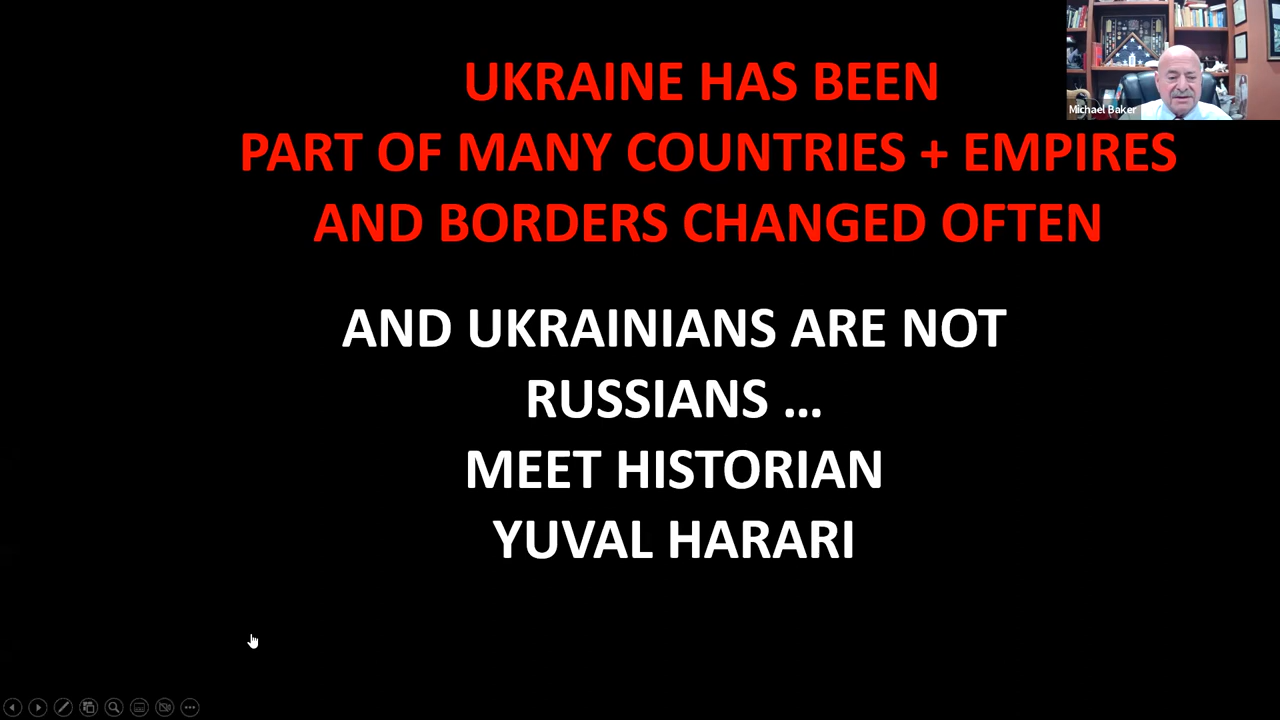 UKRAINE HAS BEEN
PART OF MANY COUNTRIES + EMPIRES
AND BORDERS CHANGED OFTEN
AND UKRAINIANS ARE NOT
RUSSIANS ...
MEET HISTORIAN
YUVAL HARARI
Michael Baker